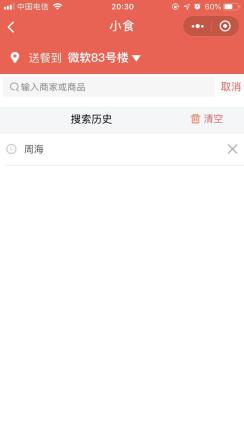 中国电信 20:30 60%
小食
送餐到 微软83号楼
输入商家或商品 取消
搜索历史 清空
周海